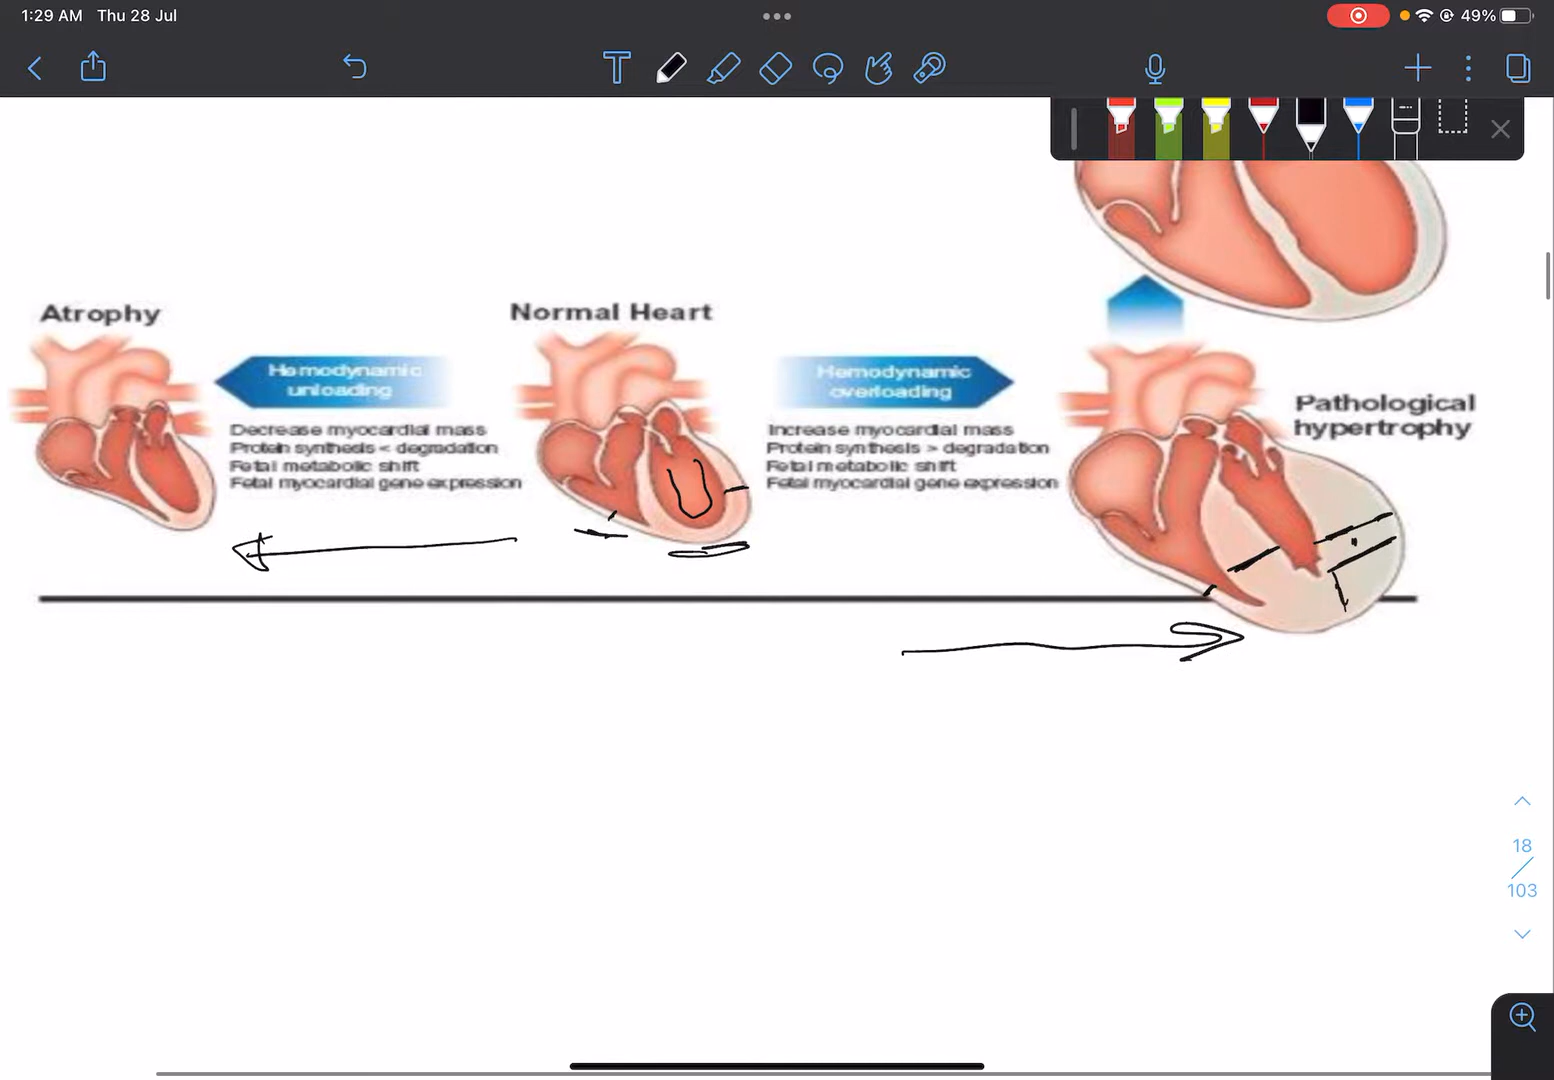 1:29 AM Thu 28 Jul
49%
Atrophy
Hemodynamic
unloading
Decrease myocardial mass
Protein synthesis < degradation
Fetal metabolic shift
Fetal myocardial gene expression
Normal Heart
Hemodynamic
overloading
Increase myocardial mass
Protein synthesis > degradation
Fetal metabolic shift
Fetal myocardial gene expression
Pathological
hypertrophy
18
103